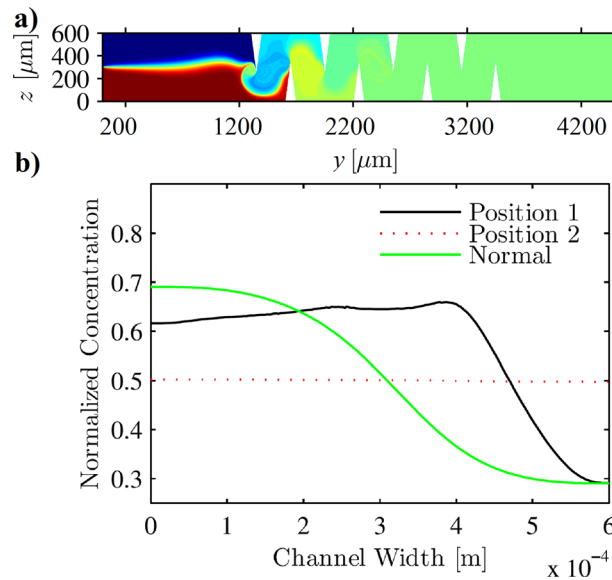 a)
600
400
200
0
z [μm]
200 1200 2200 3200 4200
y [μm]
b)
Normalized Concentration
0.8
0.7
0.6
0.5
0.4
0.3
Position 1
Position 2
Normal
0 1 2 3 4 5 6
Channel Width [m]
x 10⁻⁴